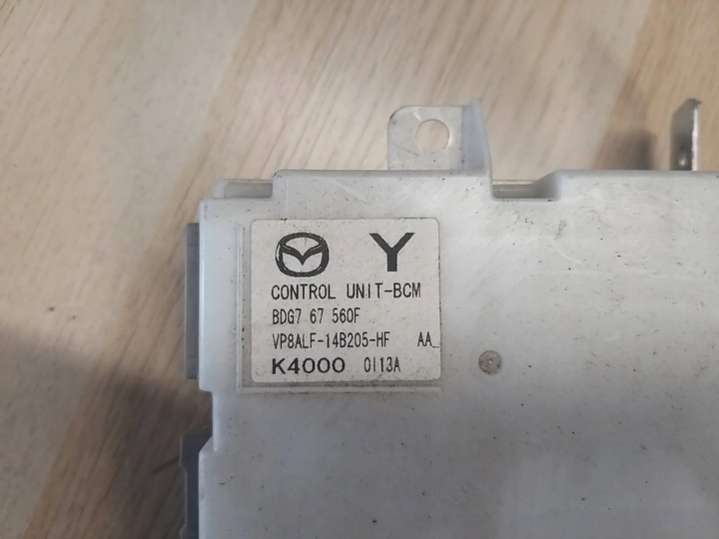 Y
CONTROL UNIT-BCM
BDG7 67 560F
VP8ALF-14B205-HF AA
K4000 0113A